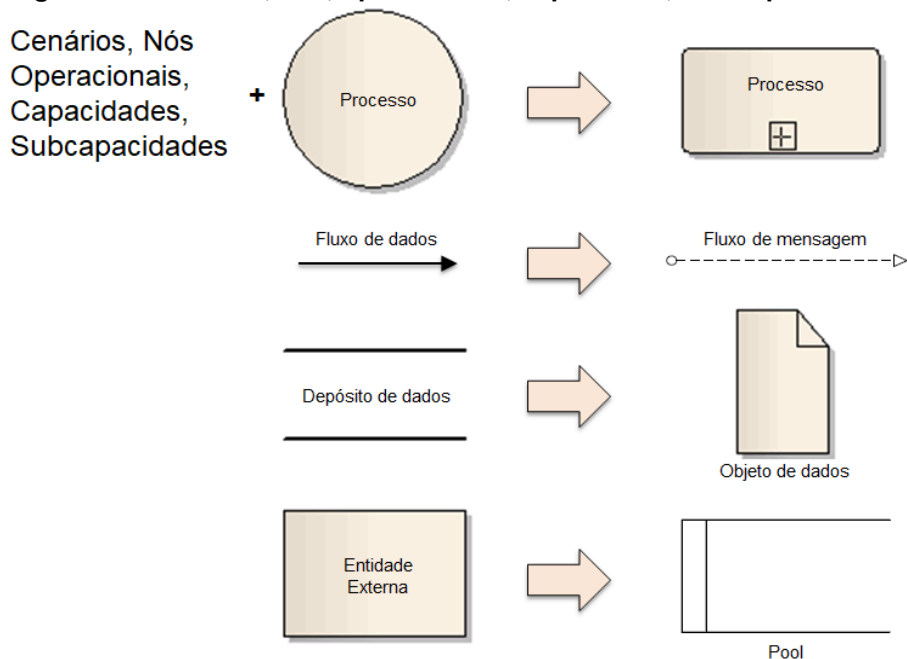 Cenários, Nós
Operacionais,
Capacidades,
Subcapacidades
+
Processo
Processo
Fluxo de dados
Fluxo de mensagem
Depósito de dados
Objeto de dados
Entidade
Externa
Pool